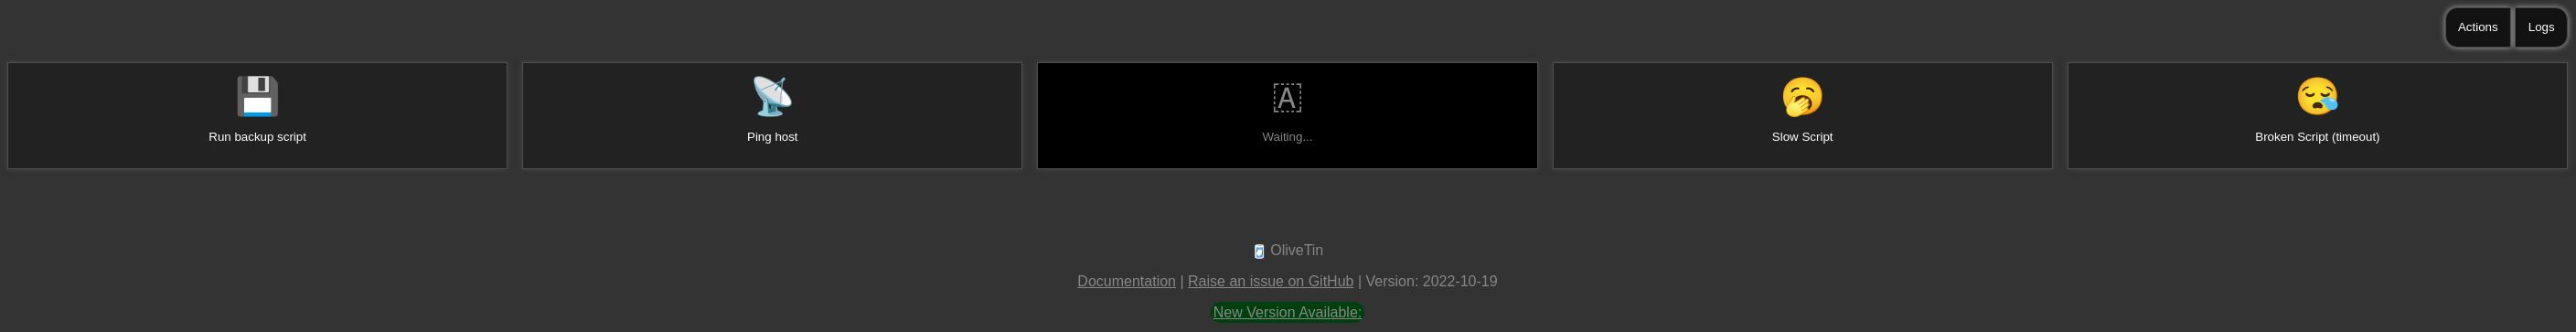 Actions Logs
Run backup script Ping host Waiting... Slow Script Broken Script (timeout)
OliveTin
Documentation | Raise an issue on GitHub | Version: 2022-10-19
New Version Available: